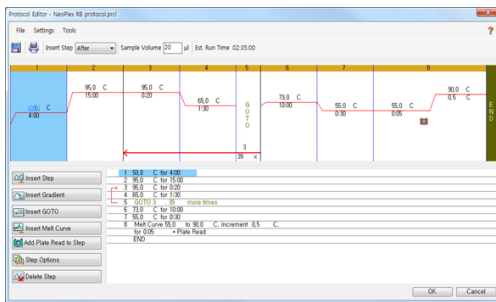 Protocol Editor - NeoPlex RB protocol.prcl
File Settings Tools ?
Insert Step After Sample Volume 20 μl Est. Run Time 02:35:00
1 2 3 4 5 6 7 8
C 4:00
95,0 C 15:00
95,0 C 0:20
65,0 C 1:30
GOTO
3
39 x
73,0 C 10:00
55,0 C 0:30
55,0 C 0:05
90,0 C 0,5 C
END
Insert Step
Insert Gradient
Insert GOTO
Insert Melt Curve
Add Plate Read to Step
Step Options
Delete Step
1 50,0 C for 4:00
2 95,0 C for 15:00
3 95,0 C for 0:20
4 65,0 C for 1:30
5 GOTO 3 , 39 more times
6 73,0 C for 10:00
7 55,0 C for 0:30
8 Melt Curve 55,0 to 90,0 C, increment 0,5 C,
for 0:05 + Plate Read
END
OK Cancel